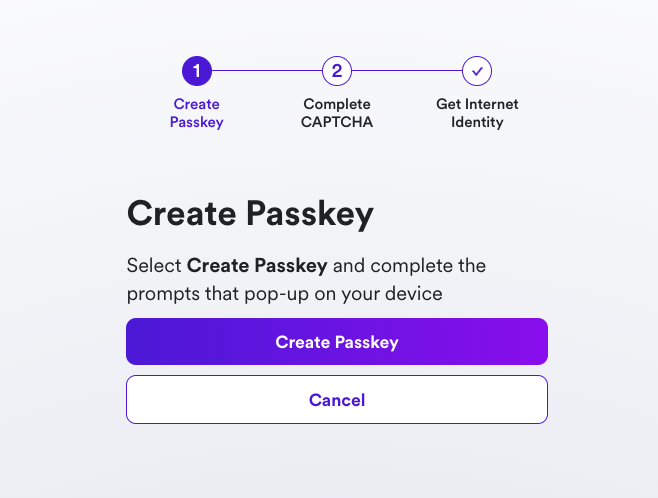 1
2
Create
Passkey
Complete
CAPTCHA
Get Internet
Identity
Create Passkey
Select Create Passkey and complete the
prompts that pop-up on your device
Create Passkey
Cancel